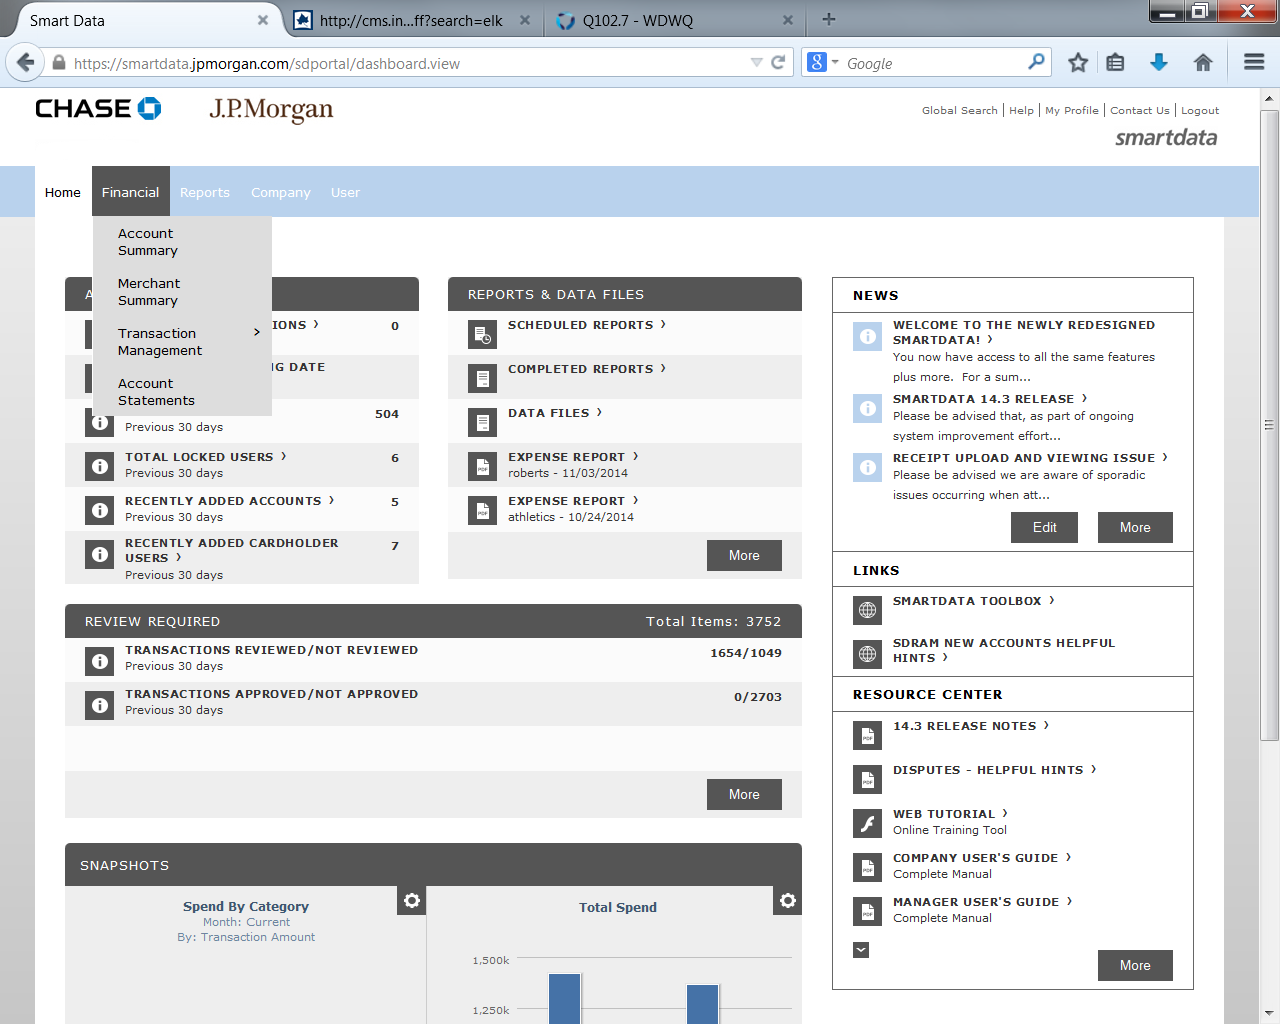 Smart Data
http://cms.in...ff?search=elk
Q102.7 - WDWQ
https://smartdata.jpmorgan.com/sdportal/dashboard.view
Google
CHASE
J.P.Morgan
Global Search | Help | My Profile | Contact Us | Logout
smartdata
Home
Financial
Reports
Company
User
Account
Summary
Merchant
Summary
Transaction
Management
Account
Statements
A
IONS
0
NG DATE
504
Previous 30 days
TOTAL LOCKED USERS
6
Previous 30 days
RECENTLY ADDED ACCOUNTS
5
Previous 30 days
RECENTLY ADDED CARDHOLDER
USERS
7
Previous 30 days
REPORTS & DATA FILES
SCHEDULED REPORTS
COMPLETED REPORTS
DATA FILES
EXPENSE REPORT
roberts - 11/03/2014
EXPENSE REPORT
athletics - 10/24/2014
More
REVIEW REQUIRED
Total Items: 3752
TRANSACTIONS REVIEWED/NOT REVIEWED
1654/1049
Previous 30 days
TRANSACTIONS APPROVED/NOT APPROVED
0/2703
Previous 30 days
More
SNAPSHOTS
Spend By Category
Month: Current
By: Transaction Amount
Total Spend
1,500k
1,250k
NEWS
WELCOME TO THE NEWLY REDESIGNED
SMARTDATA!
You now have access to all the same features
plus more. For a sum...
SMARTDATA 14.3 RELEASE
Please be advised that, as part of ongoing
system improvement effort...
RECEIPT UPLOAD AND VIEWING ISSUE
Please be advised we are aware of sporadic
issues occurring when att...
Edit
More
LINKS
SMARTDATA TOOLBOX
SDRAM NEW ACCOUNTS HELPFUL
HINTS
RESOURCE CENTER
14.3 RELEASE NOTES
DISPUTES - HELPFUL HINTS
WEB TUTORIAL
Online Training Tool
COMPANY USER'S GUIDE
Complete Manual
MANAGER USER'S GUIDE
Complete Manual
More